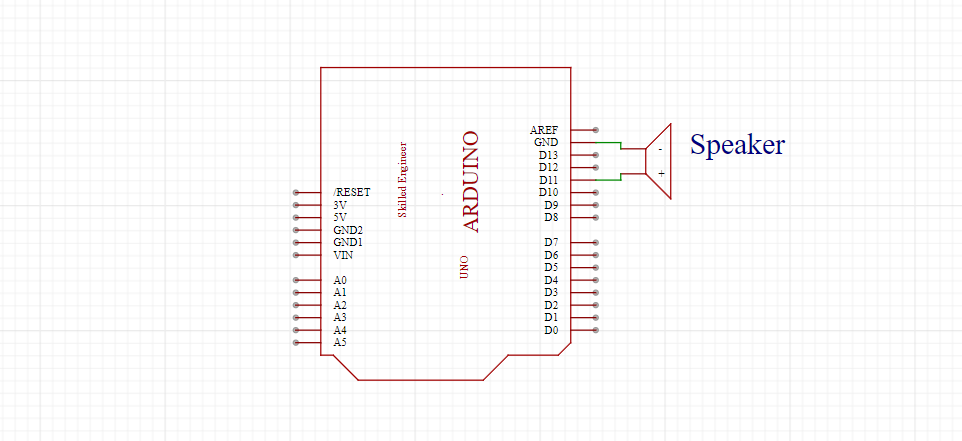 /RESET
3V
5V
GND2
GND1
VIN
A0
A1
A2
A3
A4
A5
Skilled Engineer
ARDUINO
UNO
AREF
GND
D13
D12
D11
D10
D9
D8
D7
D6
D5
D4
D3
D2
D1
D0
-
+
Speaker